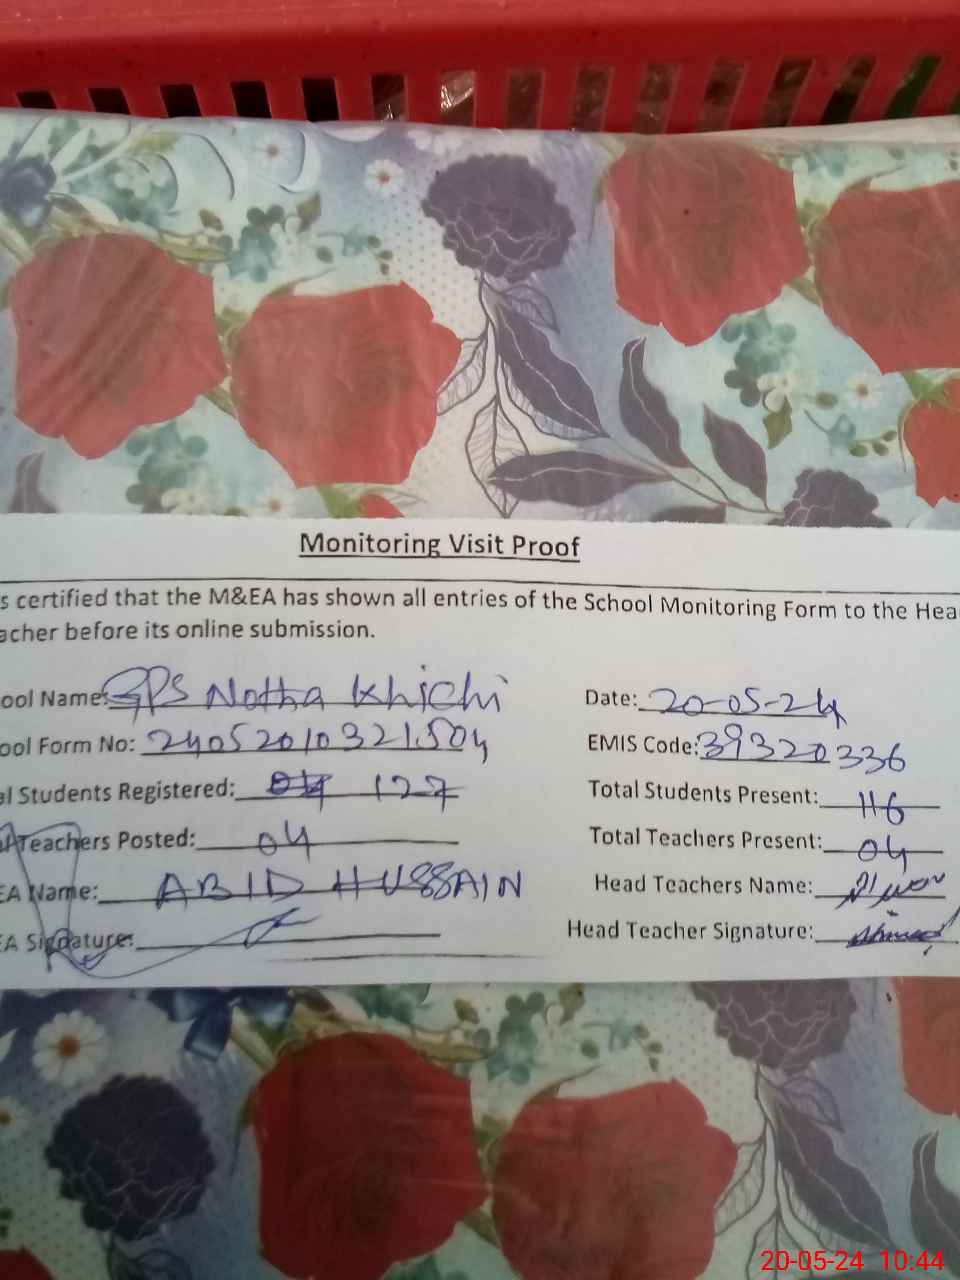 Monitoring Visit Proof
s certified that the M&EA has shown all entries of the School Monitoring Form to the Hea
acher before its online submission.
ool Name: GPS Notha Khichi Date: 20-05-24
ool Form No: 24052010321504 EMIS Code: 39320336
al Students Registered: 127 Total Students Present: 116
Teachers Posted: 04 Total Teachers Present: 04
EA Name: ABID HUSSAIN Head Teachers Name:
EA Signature: Head Teacher Signature:
20-05-24 10:44